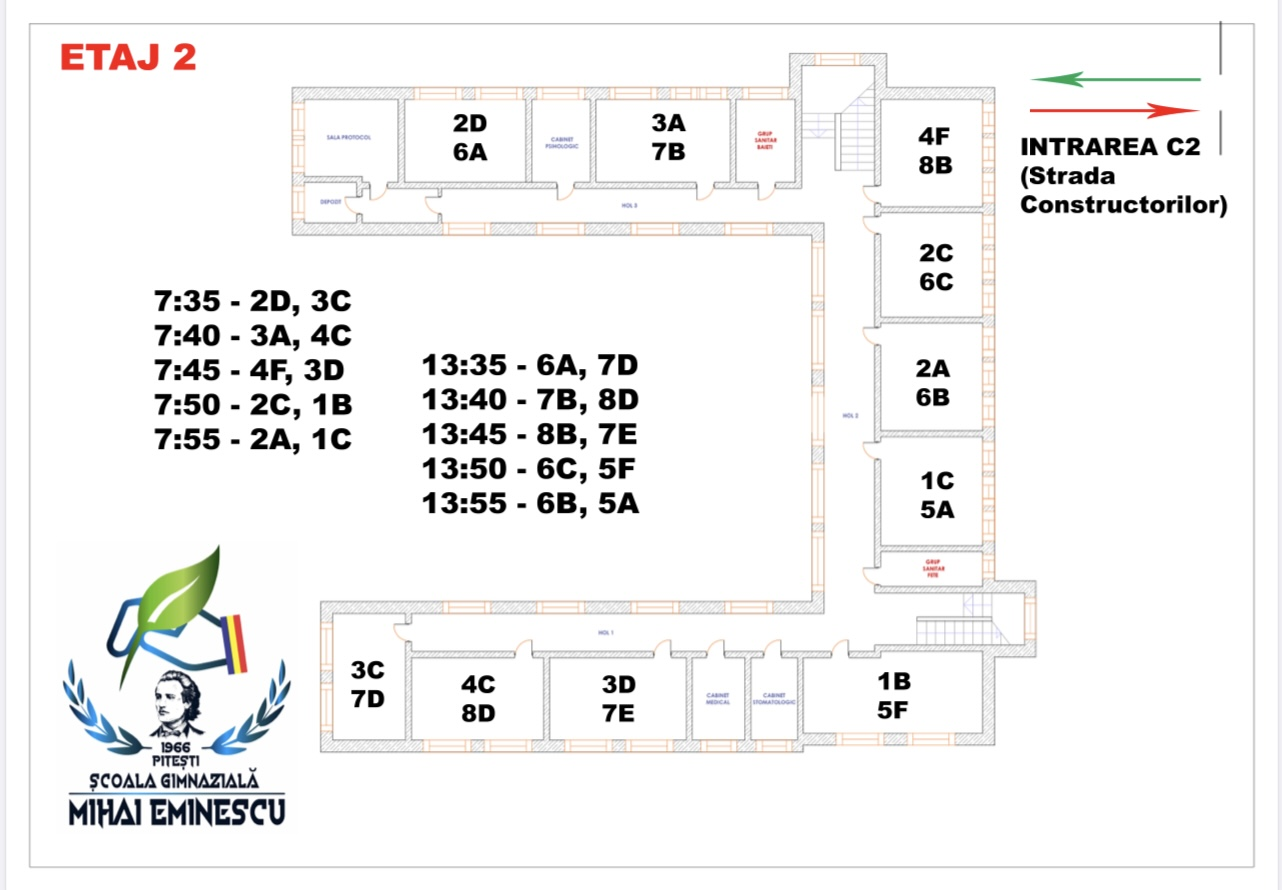 ETAJ 2
INTRAREA C2
(Strada
Constructorilor)
SALA PROTOCOL
2D
6A
CABINET
PSIHOLOGIC
3A
7B
GRUP
SANITAR
BAIETI
4F
8B
DEPOZIT
HOL 3
2C
6C
2A
6B
HOL 2
1C
5A
GRUP
SANITAR
FETE
7:35 - 2D, 3C
7:40 - 3A, 4C
7:45 - 4F, 3D
7:50 - 2C, 1B
7:55 - 2A, 1C
13:35 - 6A, 7D
13:40 - 7B, 8D
13:45 - 8B, 7E
13:50 - 6C, 5F
13:55 - 6B, 5A
HOL 1
3C
7D
4C
8D
3D
7E
CABINET
MEDICAL
CABINET
STOMATOLOGIC
1B
5F
1966
PITEȘTI
ȘCOALA GIMNAZIALĂ
MIHAI EMINESCU